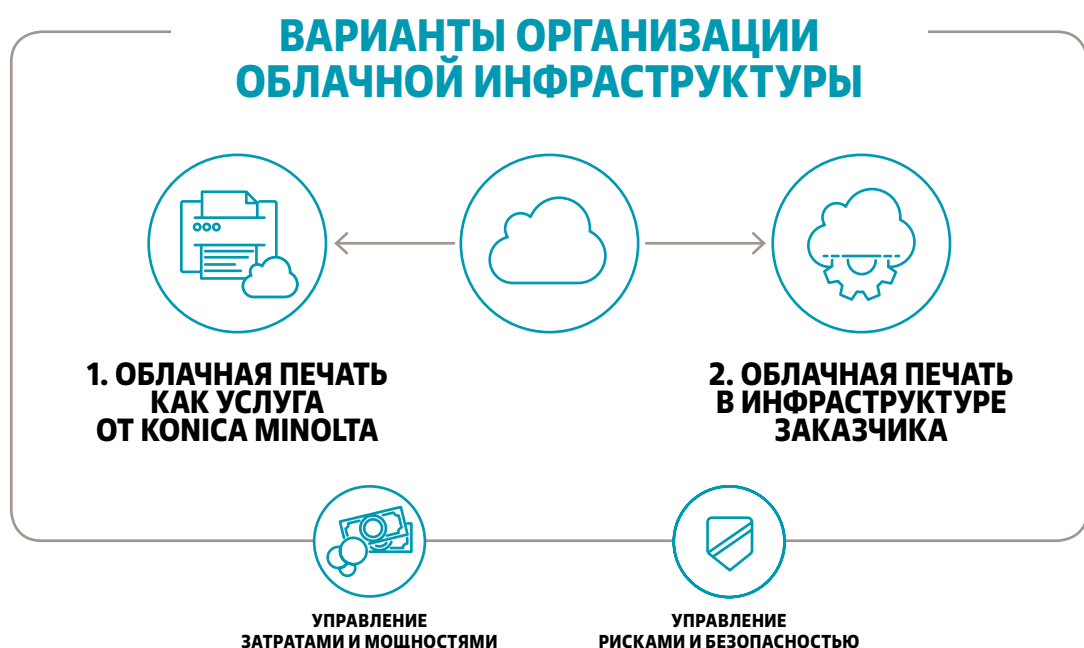 ВАРИАНТЫ ОРГАНИЗАЦИИ
ОБЛАЧНОЙ ИНФРАСТРУКТУРЫ
1. ОБЛАЧНАЯ ПЕЧАТЬ
КАК УСЛУГА
ОТ KONICA MINOLTA
2. ОБЛАЧНАЯ ПЕЧАТЬ
В ИНФРАСТРУКТУРЕ
ЗАКАЗЧИКА
УПРАВЛЕНИЕ
ЗАТРАТАМИ И МОЩНОСТЯМИ
УПРАВЛЕНИЕ
РИСКАМИ И БЕЗОПАСНОСТЬЮ